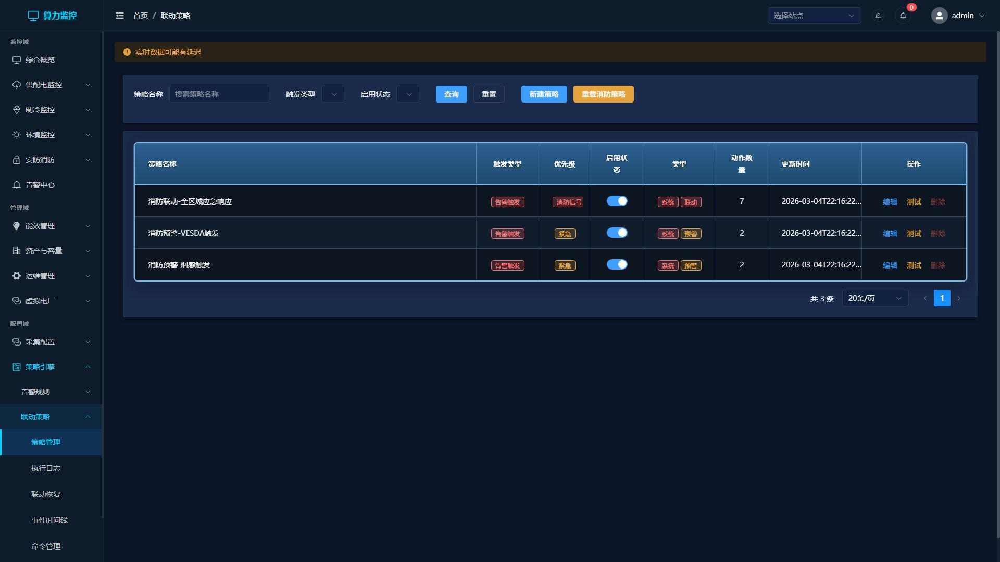 算力监控
首页 / 联动策略
选择站点
0
admin
监控域
综合概览
供配电监控
制冷监控
环境监控
安防消防
告警中心
管理域
能效管理
资产与容量
运维管理
虚拟电厂
配置域
采集配置
策略引擎
告警规则
联动策略
策略管理
执行日志
联动恢复
事件时间线
命令管理
实时数据可能有延迟
策略名称 搜索策略名称 触发类型 启用状态 查询 重置 新建策略 重载消防策略
策略名称 触发类型 优先级 启用状态 类型 动作数量 更新时间 操作
消防联动-全区域应急响应 告警触发 消防信号 系统 联动 7 2026-03-04T22:16:22... 编辑 测试 删除
消防预警-VESDA触发 告警触发 紧急 系统 预警 2 2026-03-04T22:16:22... 编辑 测试 删除
消防预警-烟感触发 告警触发 紧急 系统 预警 2 2026-03-04T22:16:22... 编辑 测试 删除
共 3 条 20条/页 1